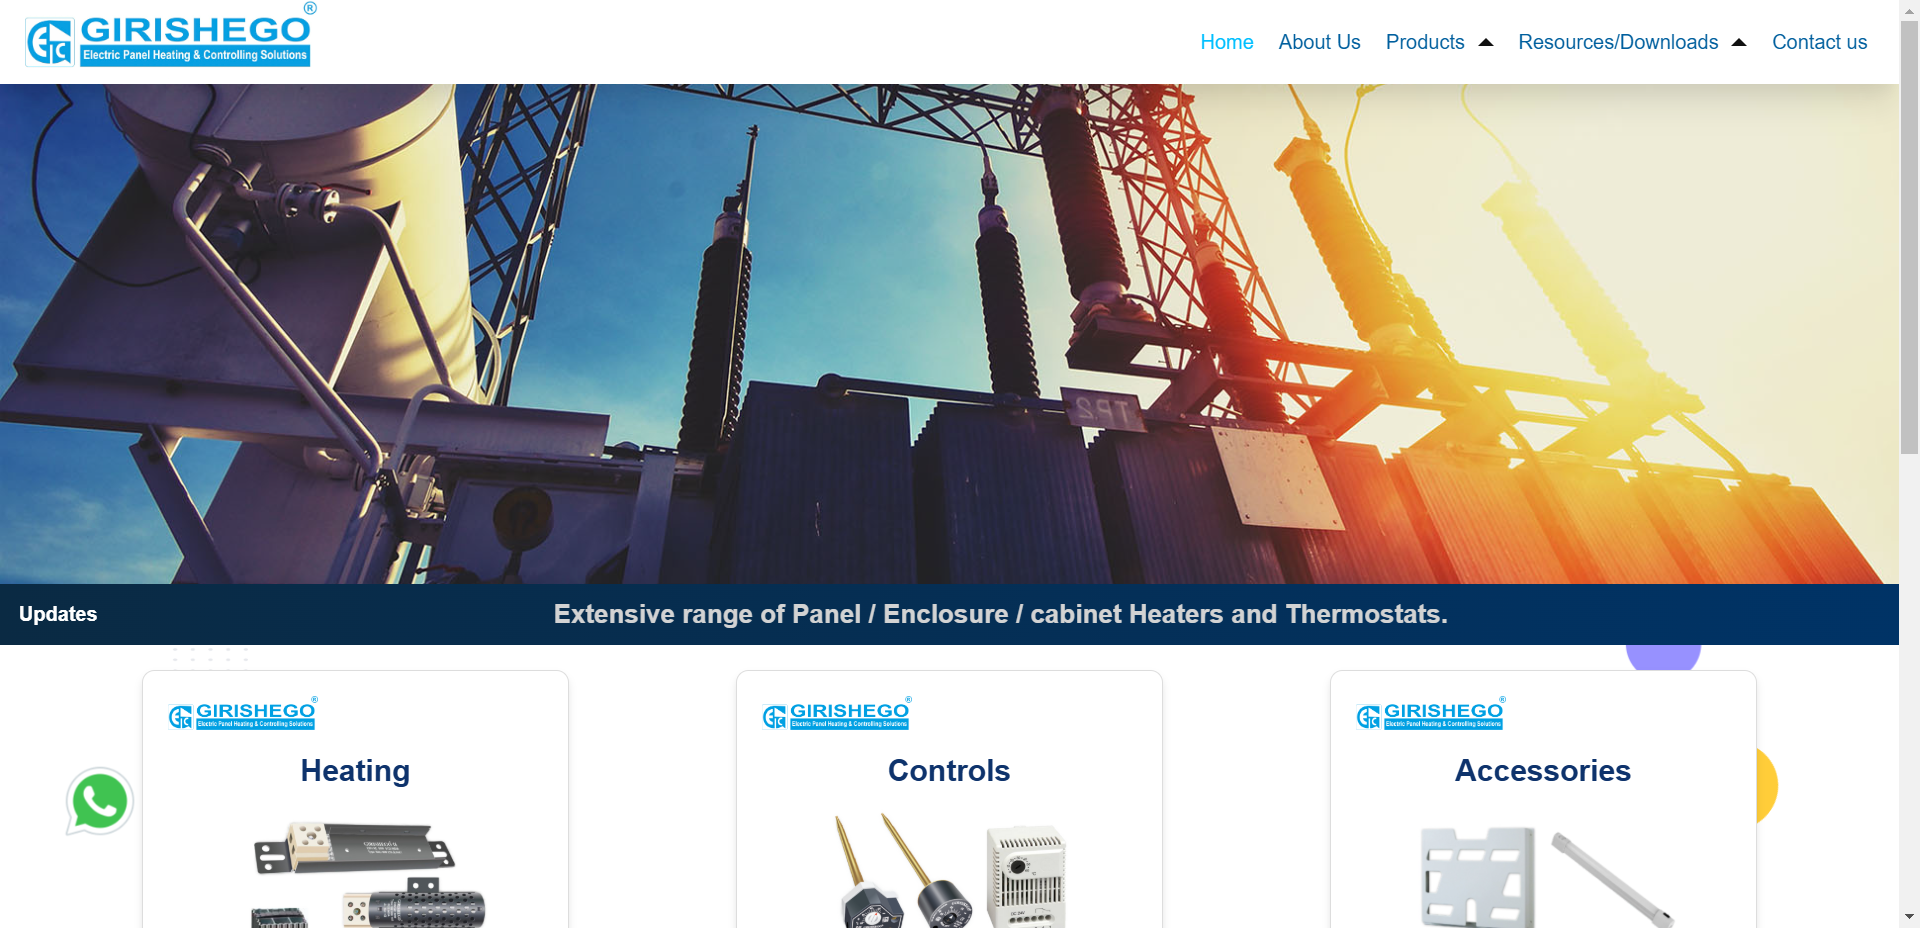 GIRISHEGO®
Electric Panel Heating & Controlling Solutions
Home About Us Products Resources/Downloads Contact us
TP.2
Updates
Extensive range of Panel / Enclosure / cabinet Heaters and Thermostats.
GIRISHEGO®
Electric Panel Heating & Controlling Solutions
Heating
GIRISHEGO®
Electric Panel Heating & Controlling Solutions
Controls
GIRISHEGO®
Electric Panel Heating & Controlling Solutions
Accessories